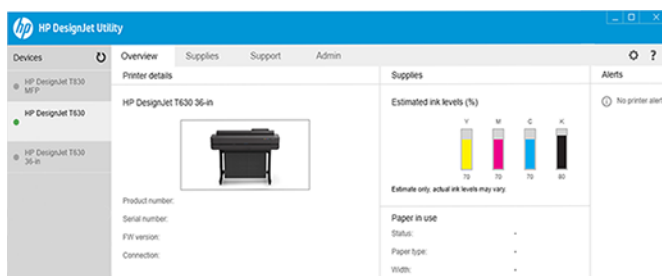 hp HP DesignJet Utility
Devices
Overview Supplies Support Admin
?
HP DesignJet T830
MFP
HP DesignJet T630
HP DesignJet T630
36-in
Printer details
HP DesignJet T630 36-in
Product number:
Serial number:
FW version:
Connection:
Supplies
Estimated ink levels (%)
Y M C K
70 70 70 80
Estimate only, actual ink levels may vary.
Paper in use
Status: -
Paper type: -
Width: -
Alerts
No printer alert